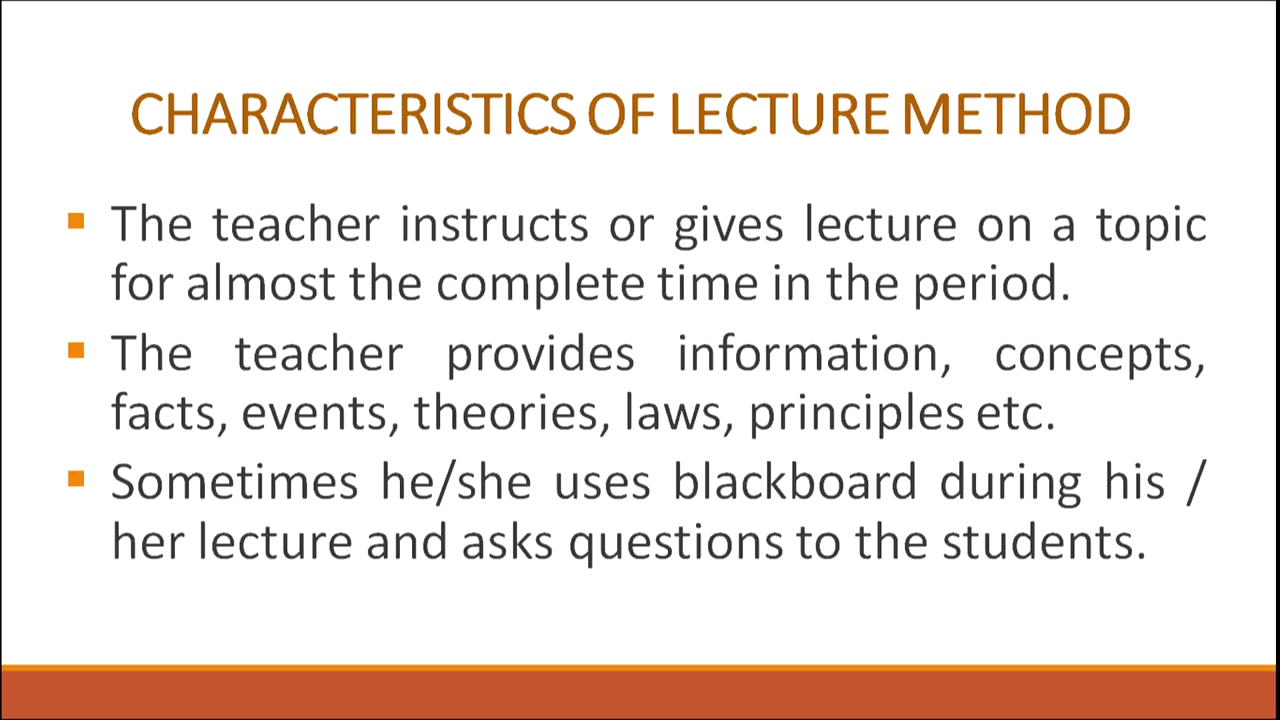 CHARACTERISTICS OF LECTURE METHOD
The teacher instructs or gives lecture on a topic
for almost the complete time in the period.
The teacher provides information, concepts,
facts, events, theories, laws, principles etc.
Sometimes he/she uses blackboard during his /
her lecture and asks questions to the students.